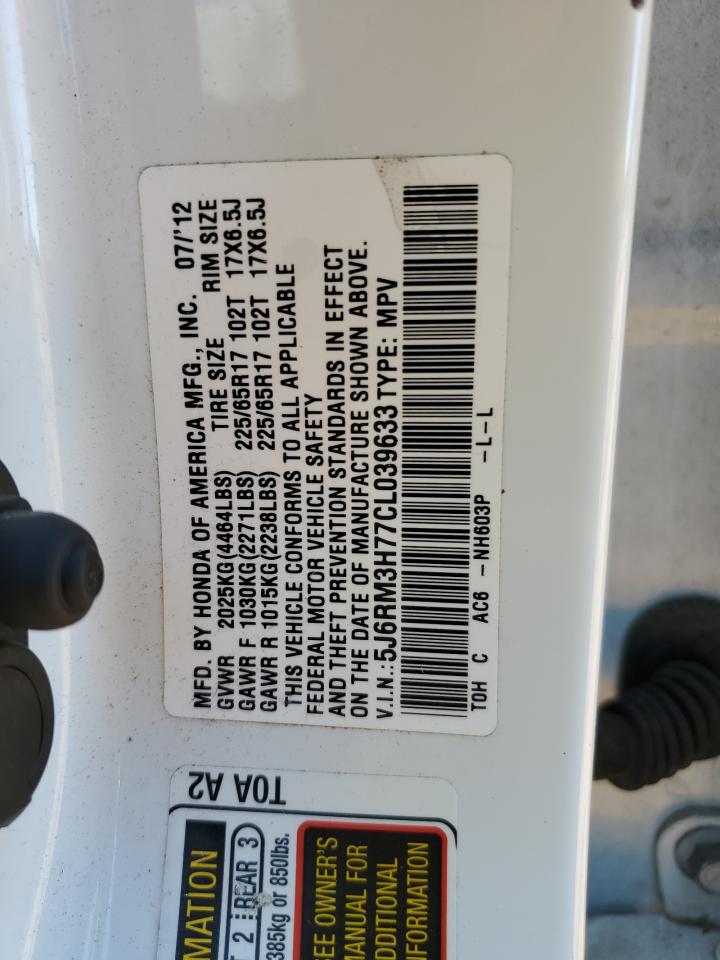 MFD. BY HONDA OF AMERICA MFG., INC. 07/'12
GVWR 2025KG(4464LBS) TIRE SIZE RIM SIZE
GAWR F 1030KG(2271LBS) 225/65R17 102T 17X6.5J
GAWR R 1015KG(2238LBS) 225/65R17 102T 17X6.5J
THIS VEHICLE CONFORMS TO ALL APPLICABLE
FEDERAL MOTOR VEHICLE SAFETY
AND THEFT PREVENTION STANDARDS IN EFFECT
ON THE DATE OF MANUFACTURE SHOWN ABOVE.
V.I.N.: 5J6RM3H77CL039633 TYPE: MPV
T0H C AC6 -NH603P -L-L
T0A A2
MATION
T 2 REAR 3
385kg or 850lbs.
EE OWNER'S
MANUAL FOR
DDITIONAL
FORMATION